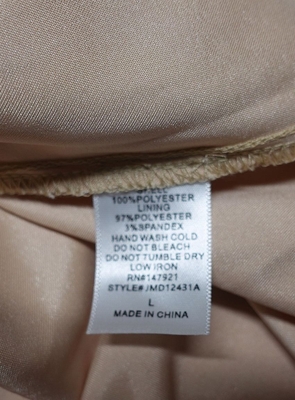 SHELL
100%POLYESTER
LINING
97%POLYESTER
3%SPANDEX
HAND WASH COLD
DO NOT BLEACH
DO NOT TUMBLE DRY
LOW IRON
RN#147921
STYLE#JMD12431A
L
MADE IN CHINA